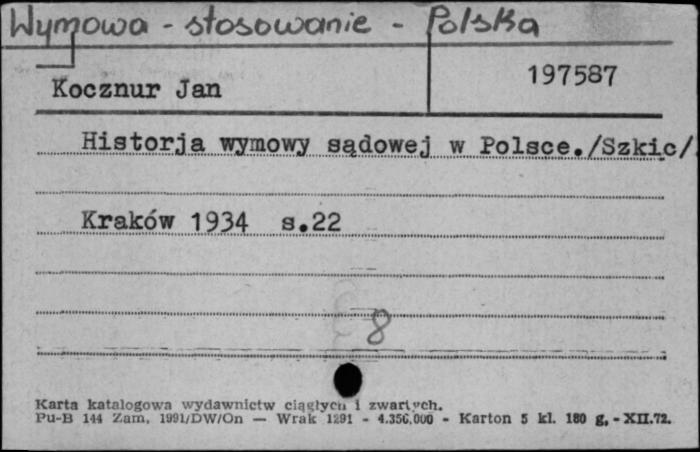 Wymowa - stosowanie - Polska
197587
Kocznur Jan
Historja wymowy sądowej w Polsce./Szkic/
Kraków 1934 s.22
8
Karta katalogowa wydawnictw ciągłych i zwartych.
Pu-B 144 Zam. 1991/DW/On — Wrak 1291 - 4.356.000 - Karton 5 kl. 180 g. - XII.72.